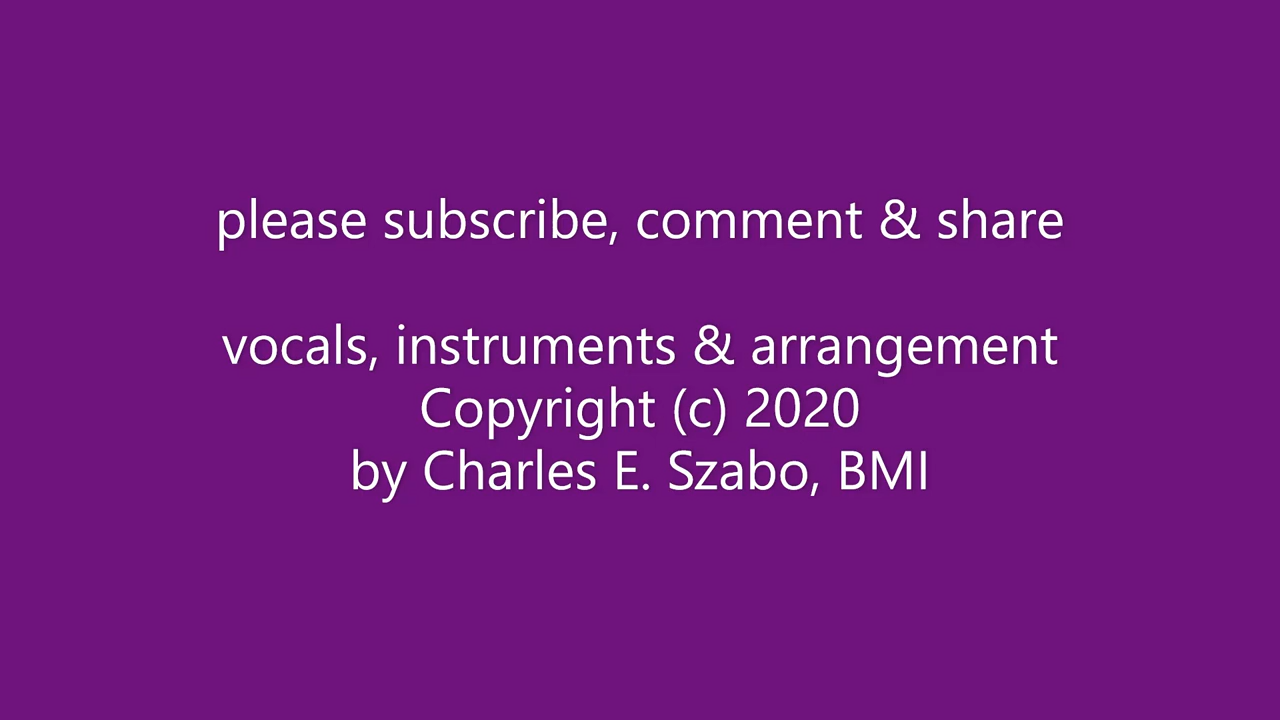 please subscribe, comment & share
vocals, instruments & arrangement
Copyright (c) 2020
by Charles E. Szabo, BMI